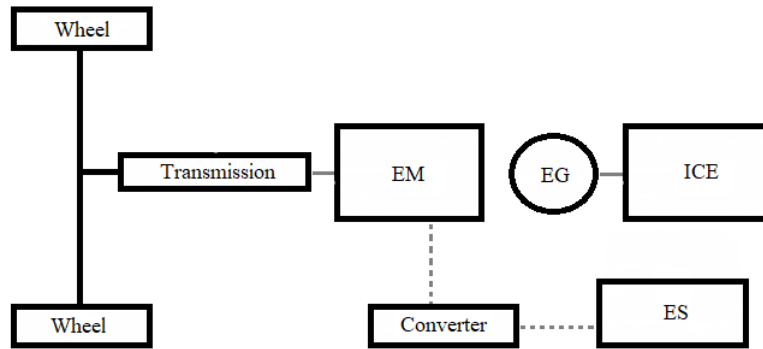 Wheel
Transmission
EM
EG
ICE
Wheel
Converter
ES